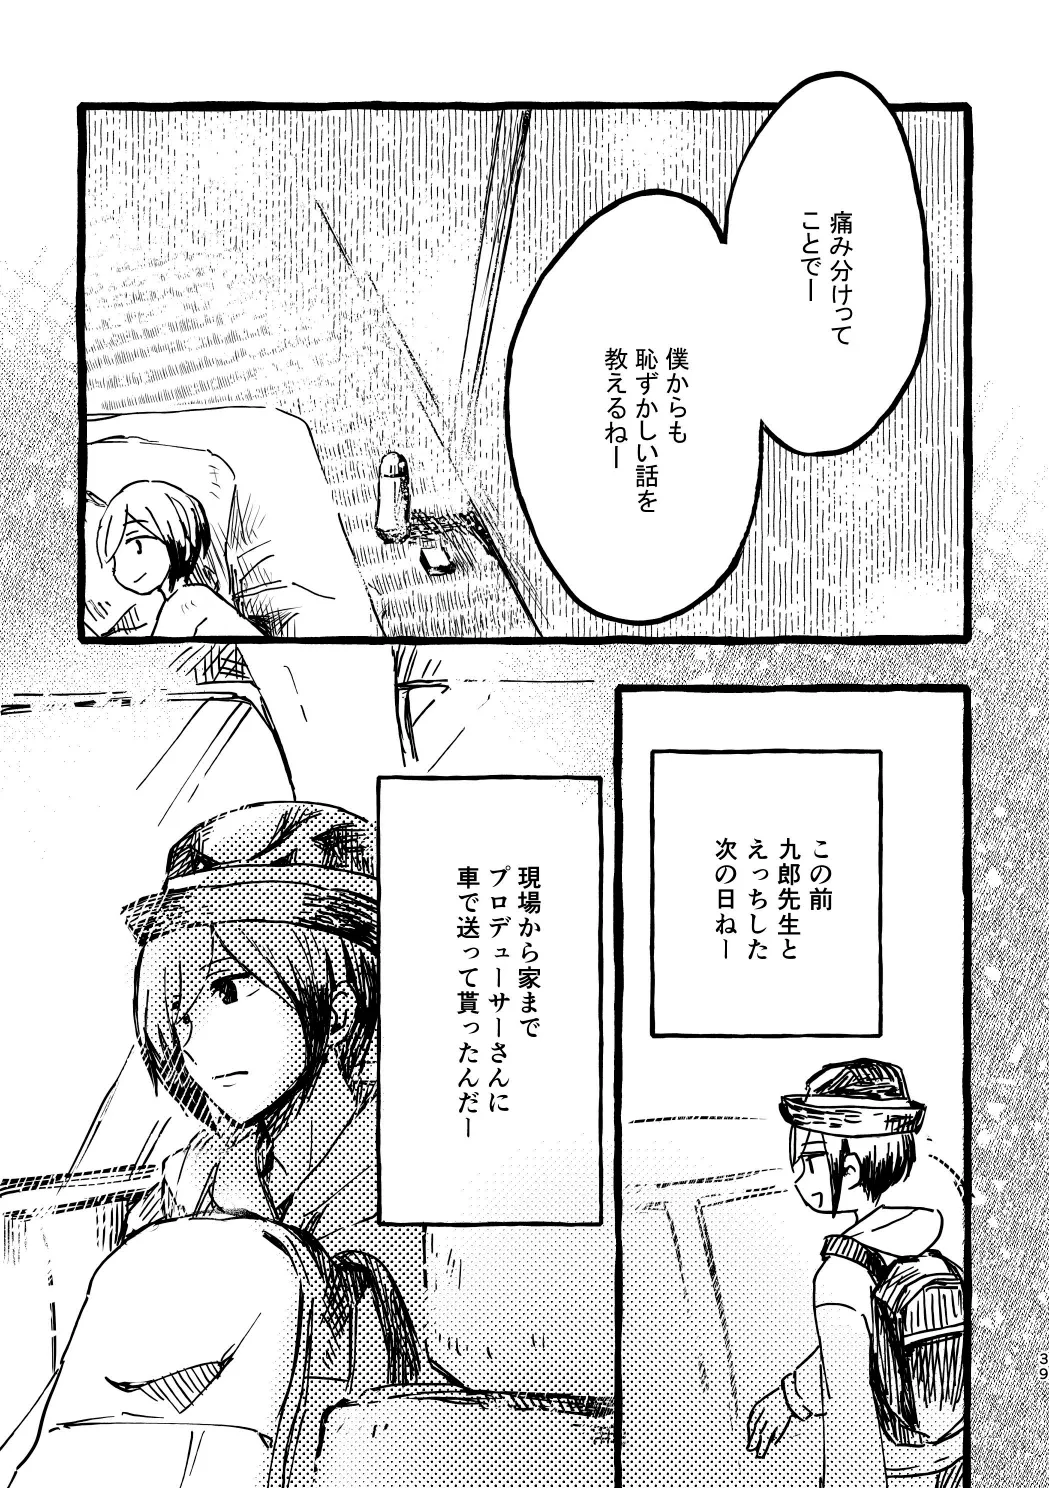 痛み分けって
ことでー
僕からも
恥ずかしい話を
教えるねー
この前
九郎先生と
えっちした
次の日ねー
現場から家まで
プロデューサーさんに
車で送って貰ったんだー
39